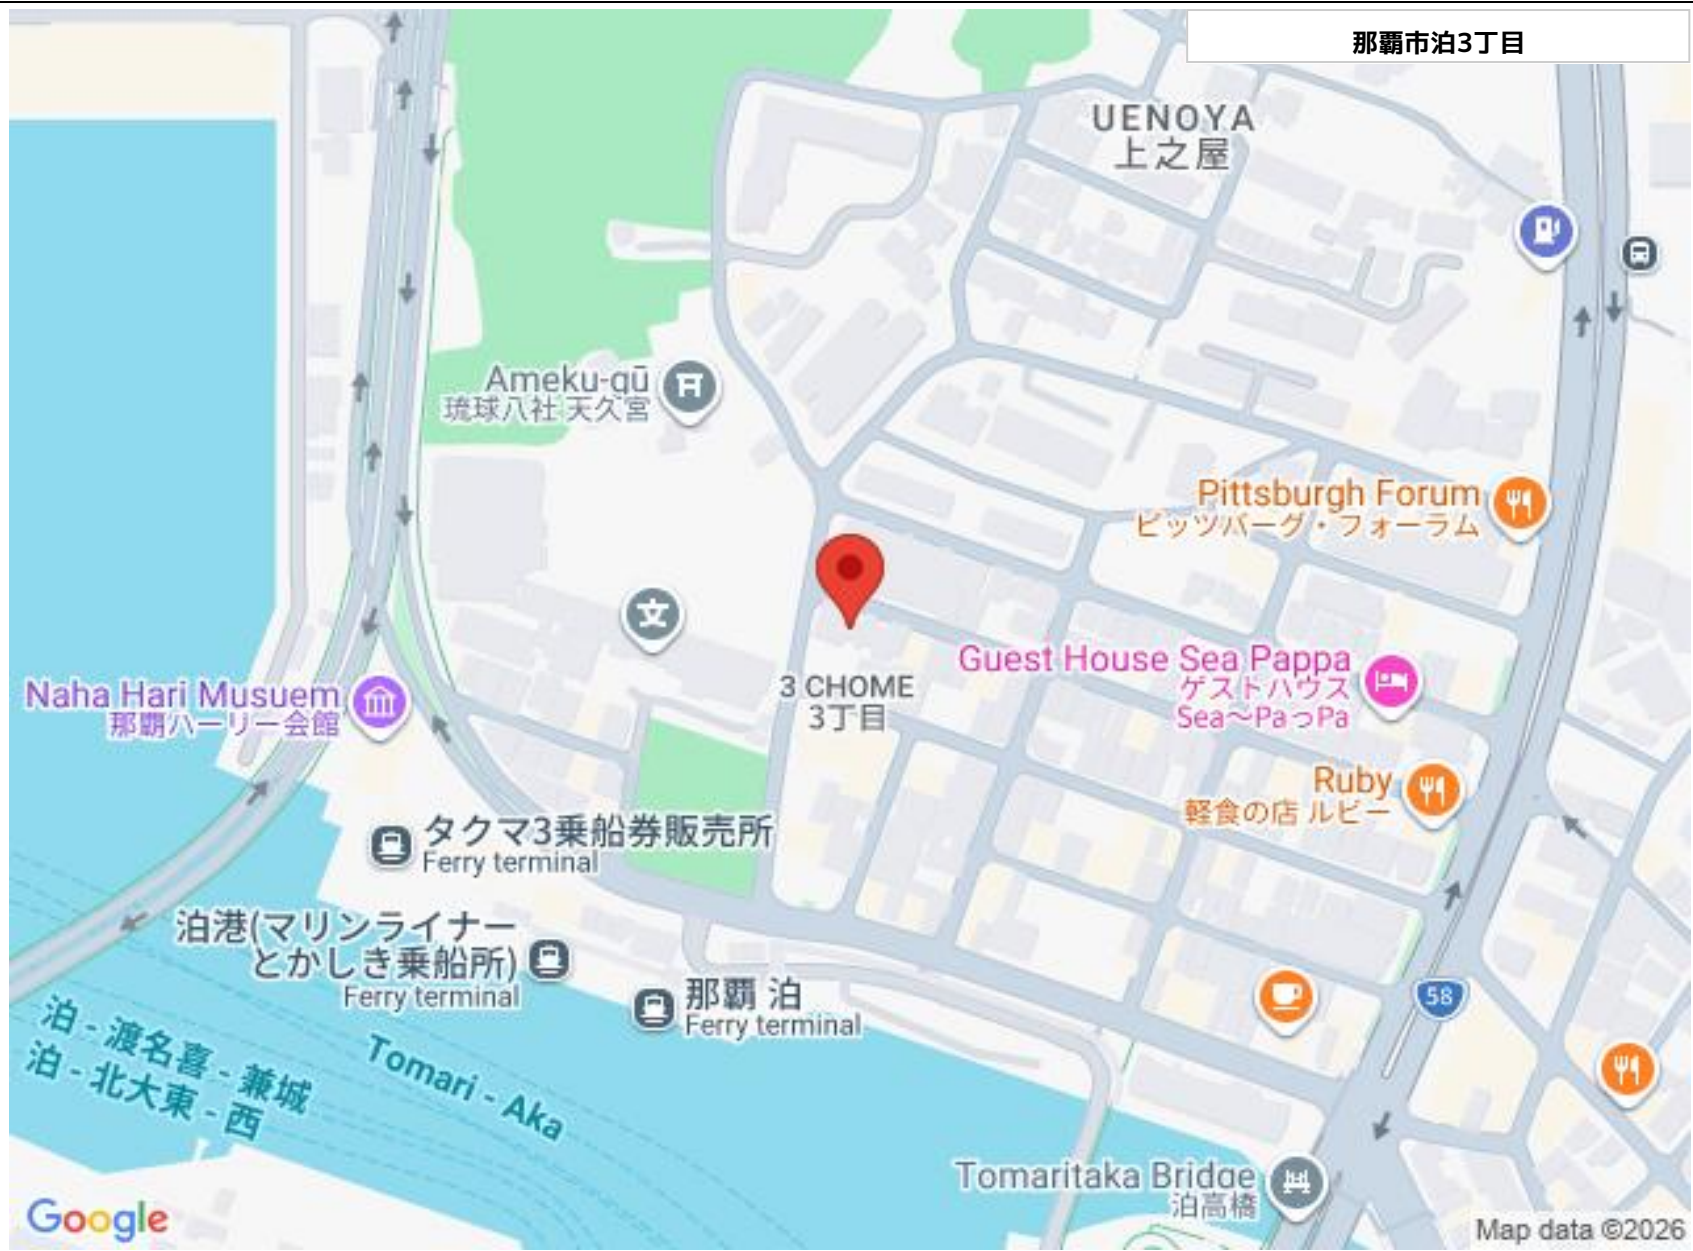 那覇市泊3丁目
UENOYA
上之屋
Ameku-gū
琉球八社 天久宮
Pittsburgh Forum
ピッツバーグ・フォーラム
文
Guest House Sea Pappa
ゲストハウス
Sea～PaっPa
3 CHOME
3丁目
Naha Hari Musuem
那覇ハーリー会館
Ruby
軽食の店 ルビー
タクマ3乗船券販売所
Ferry terminal
泊港(マリンライナー
とかしき乗船所)
Ferry terminal
那覇 泊
Ferry terminal
58
泊 - 渡名喜 - 兼城
泊 - 北大東 - 西
Tomari - Aka
Tomaritaka Bridge
泊高橋
Google
Map data ©2026